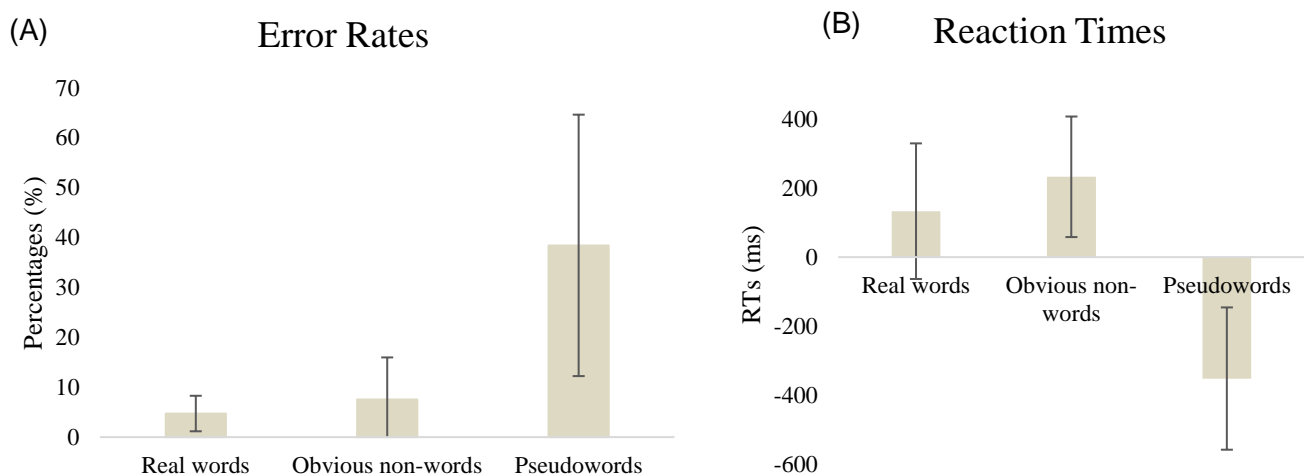 (A)
Error Rates
Percentages (%)
70
60
50
40
30
20
10
0
Real words
Obvious non-words
Pseudowords
(B)
Reaction Times
RTs (ms)
400
200
0
-200
-400
-600
Real words
Obvious non-
words
Pseudowords